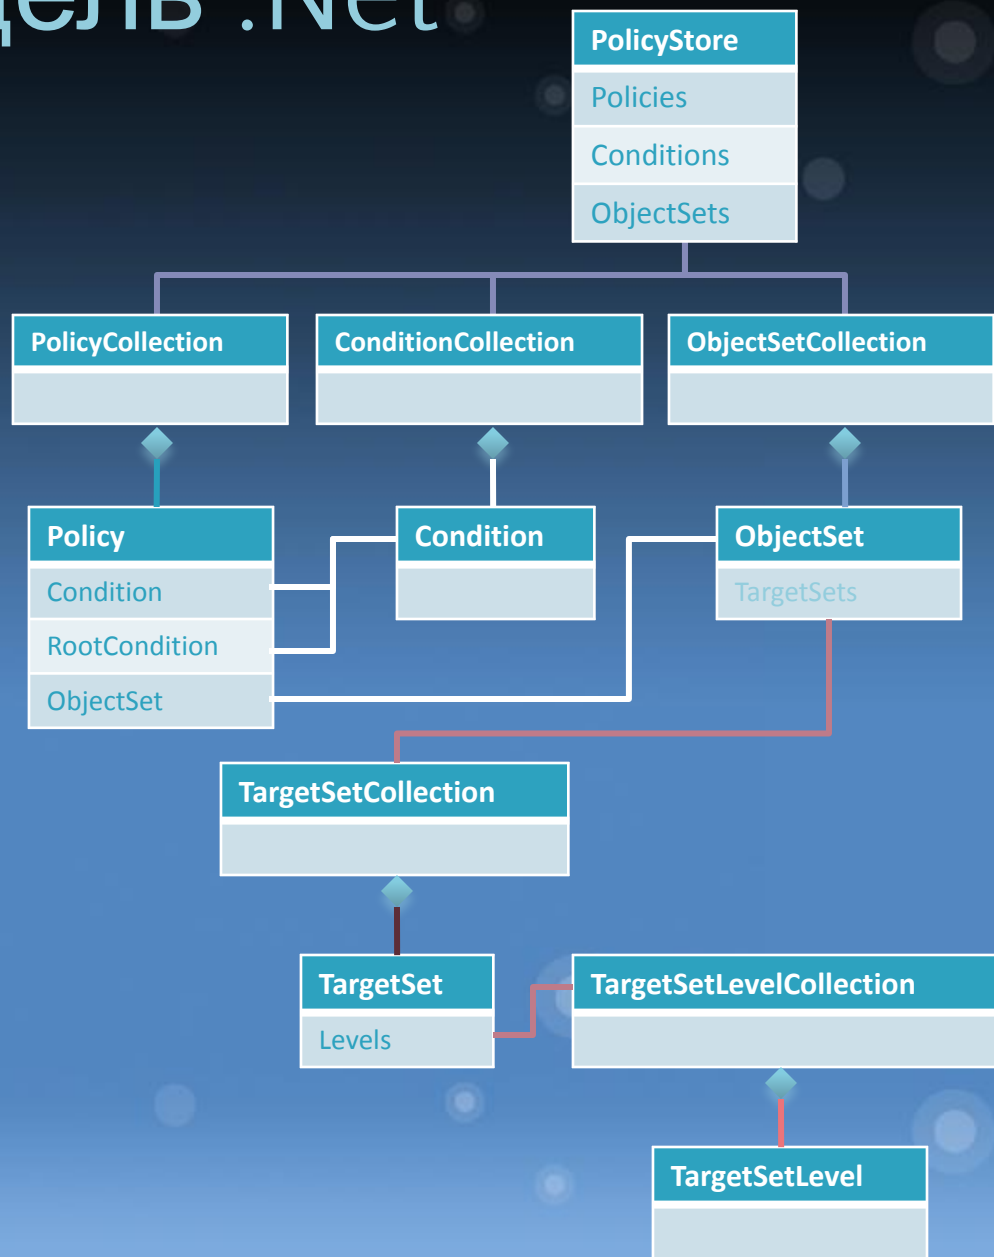 .Net
PolicyStore
Policies
Conditions
ObjectSets
PolicyCollection
ConditionCollection
ObjectSetCollection
Policy
Condition
RootCondition
ObjectSet
Condition
ObjectSet
TargetSets
TargetSetCollection
TargetSet
Levels
TargetSetLevelCollection
TargetSetLevel